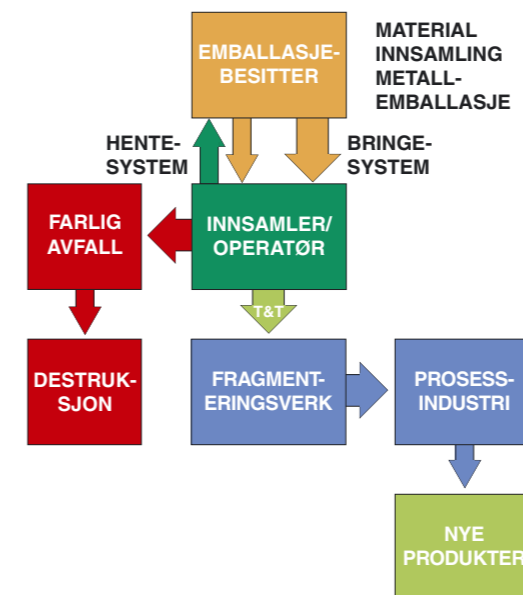 EMBALLASJE-
BESITTER
MATERIAL
INNSAMLING
METALL-
EMBALLASJE
HENTE-
SYSTEM
BRINGE-
SYSTEM
FARLIG
AVFALL
INNSAMLER/
OPERATØR
T&T
DESTRUK-
SJON
FRAGMENT-
ERINGSVERK
PROSESS-
INDUSTRI
NYE
PRODUKTER